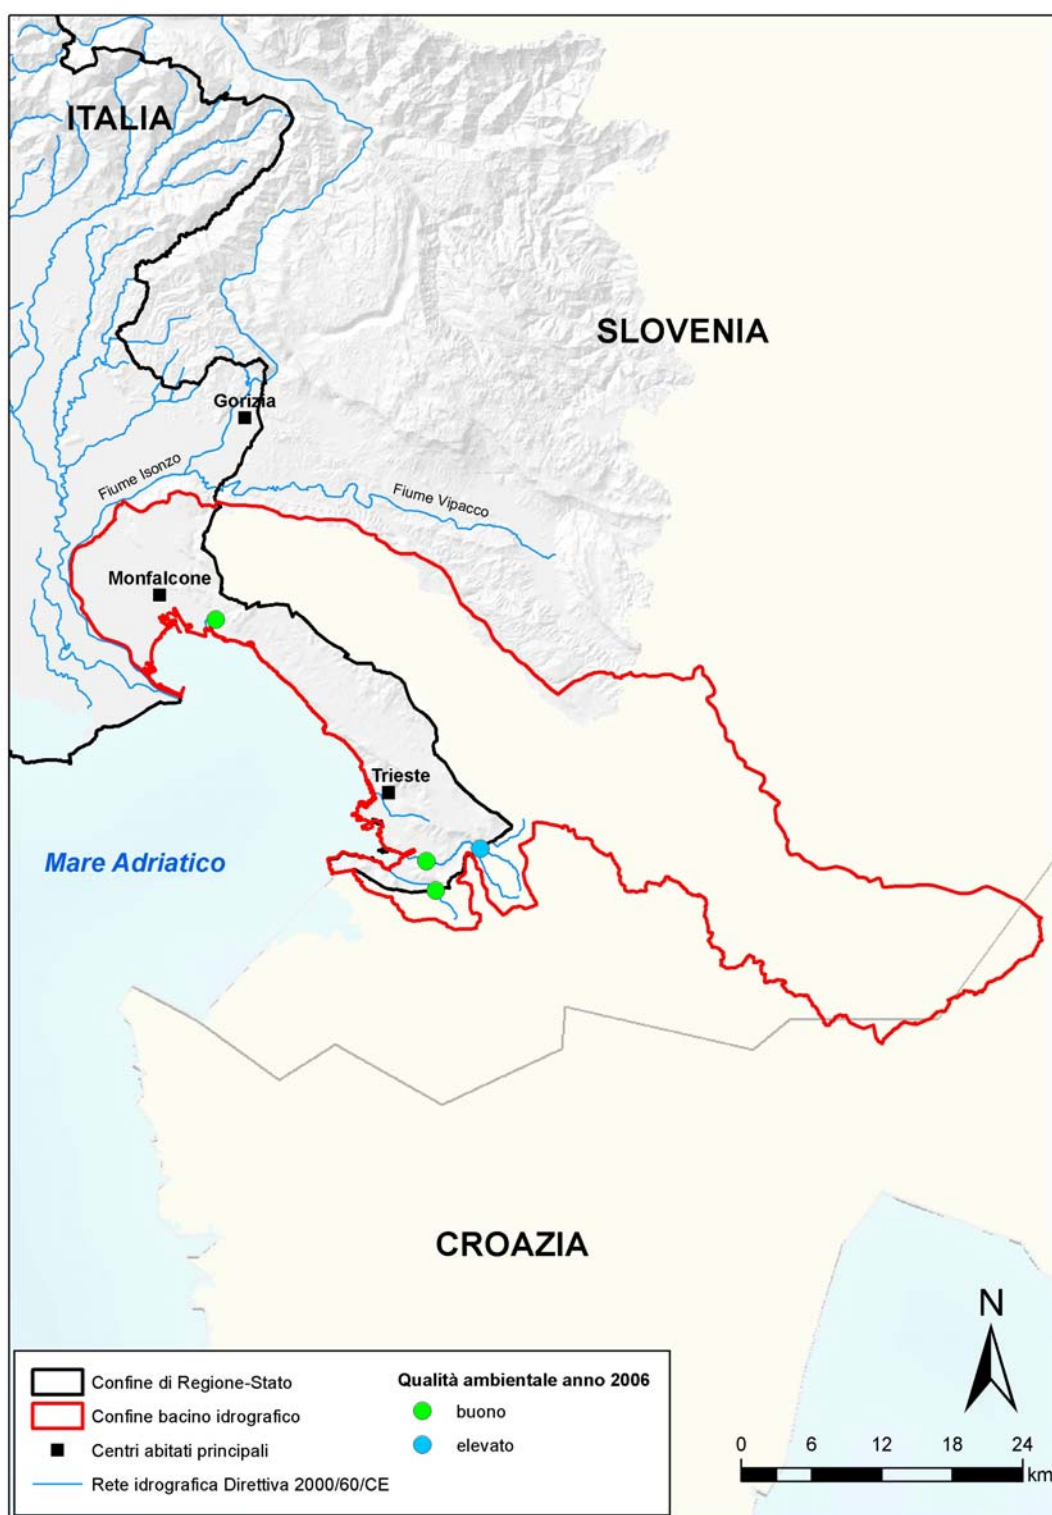 ITALIA
SLOVENIA
Gorizia
Fiume Isonzo
Fiume Vipacco
Monfalcone
Trieste
Mare Adriatico
CROAZIA
N
Confine di Regione-Stato
Confine bacino idrografico
Centri abitati principali
Rete idrografica Direttiva 2000/60/CE
Qualità ambientale anno 2006
buono
elevato
0 6 12 18 24
km